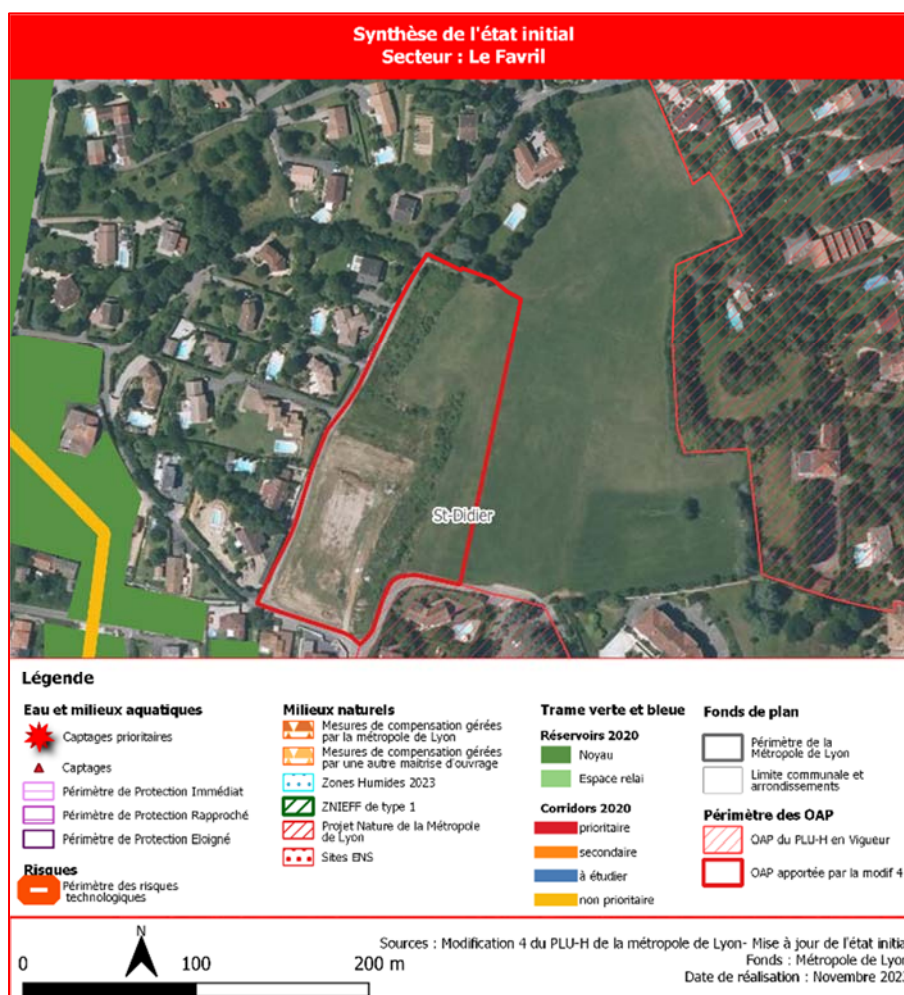 Synthèse de l'état initial
Secteur : Le Favril
St-Didier
Légende
Eau et milieux aquatiques
Captages prioritaires
Captages
Périmètre de Protection Immédiat
Périmètre de Protection Rapproché
Périmètre de Protection Eloigné
Risques
Périmètre des risques
technologiques
Milieux naturels
Mesures de compensation gérées
par la métropole de Lyon
Mesures de compensation gérées
par une autre maitrise d'ouvrage
Zones Humides 2023
ZNIEFF de type 1
Projet Nature de la Métropole
de Lyon
Sites ENS
Trame verte et bleue
Réservoirs 2020
Noyau
Espace relai
Corridors 2020
prioritaire
secondaire
à étudier
non prioritaire
Fonds de plan
Périmètre de la
Métropole de Lyon
Limite communale et
arrondissements
Périmètre des OAP
OAP du PLU-H en Vigueur
OAP apportée par la modif 4
N
0 100 200 m
Sources : Modification 4 du PLU-H de la métropole de Lyon- Mise à jour de l'état initia
Fonds : Métropole de Lyon
Date de réalisation : Novembre 2023